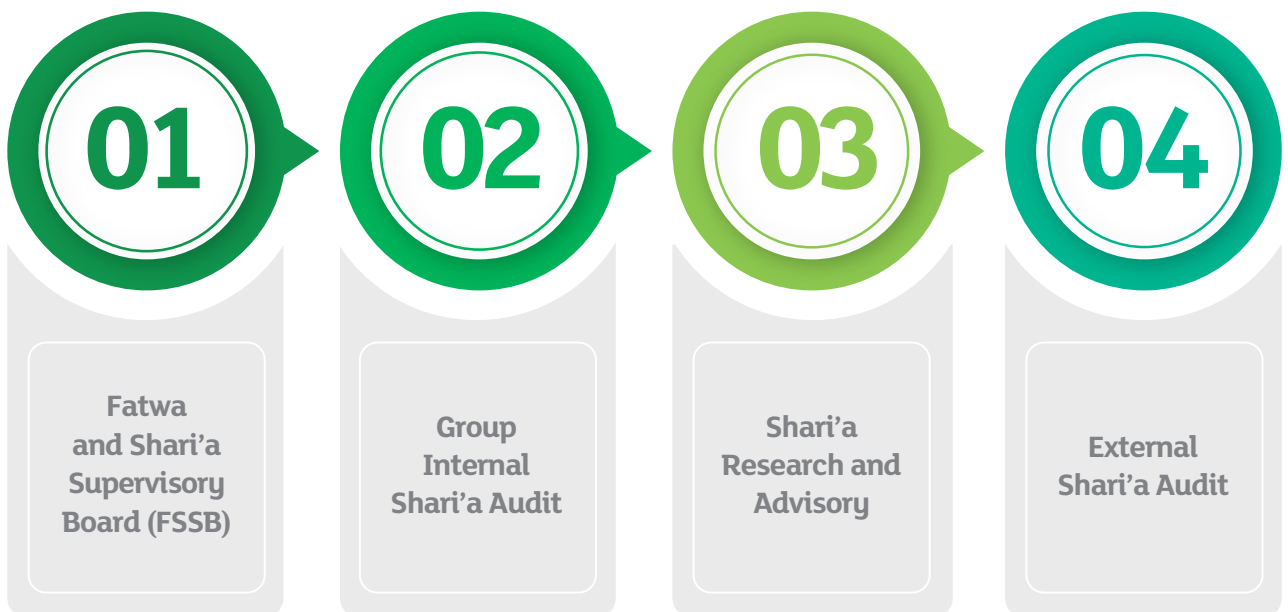 01
Fatwa
and Shari’a
Supervisory
Board (FSSB)
02
Group
Internal
Shari’a Audit
03
Shari’a
Research and
Advisory
04
External
Shari’a Audit